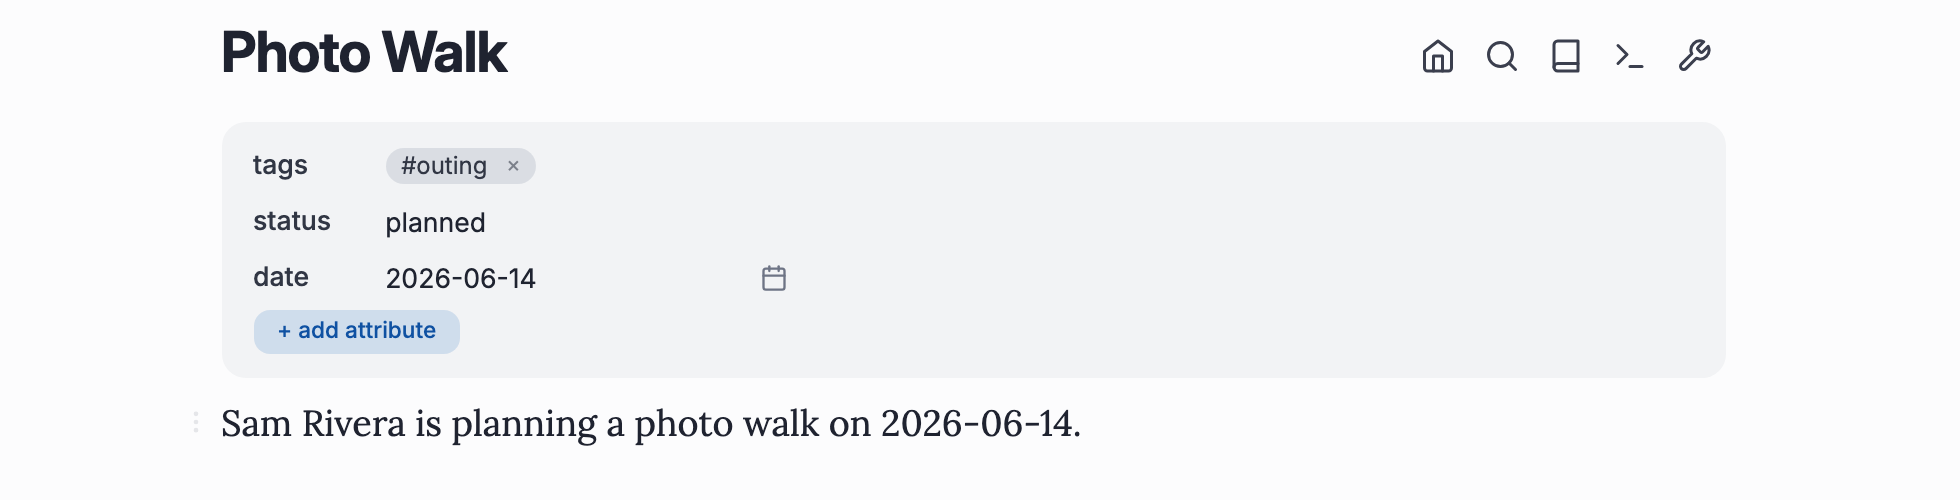 Photo Walk
tags #outing ×
status planned
date 2026-06-14
+ add attribute
Sam Rivera is planning a photo walk on 2026-06-14.